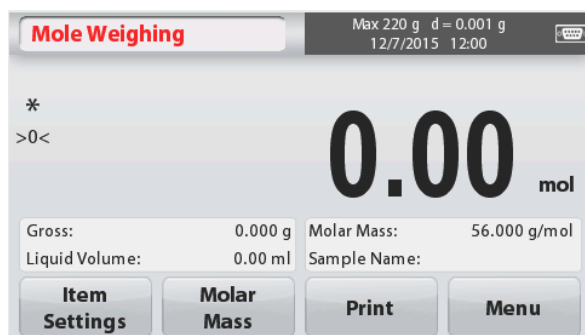 Mole Weighing
Max 220 g d = 0.001 g
12/7/2015 12:00
*
>0<
0.00 mol
Gross: 0.000 g
Liquid Volume: 0.00 ml
Molar Mass: 56.000 g/mol
Sample Name:
Item Settings
Molar Mass
Print
Menu